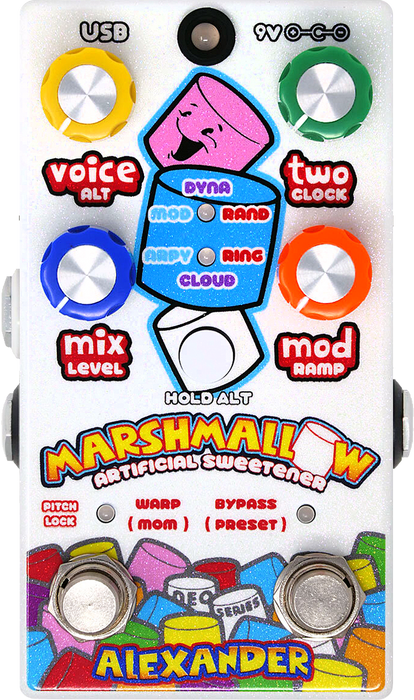 USB
9V
voice
ALT
two
CLOCK
DYNA
MOD RAND
ARPY RING
CLOUD
mix
LEVEL
mod
RAMP
HOLD ALT
MARSHMALLOW
ARTIFICIAL SWEETENER
PITCH
LOCK
WARP
(MOM)
BYPASS
(PRESET)
NEO
SERIES
ALEXANDER